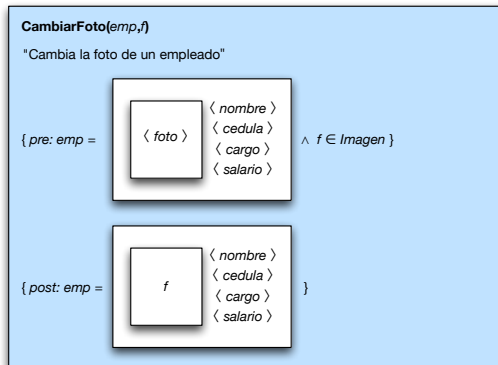 CambiarFoto(emp,f)
"Cambia la foto de un empleado"
〈 nombre 〉
〈 cedula 〉
{ pre: emp = 〈 foto 〉 ∧ f ∈ Imagen }
〈 cargo 〉
〈 salario 〉
〈 nombre 〉
〈 cedula 〉
{ post: emp = f }
〈 cargo 〉
〈 salario 〉